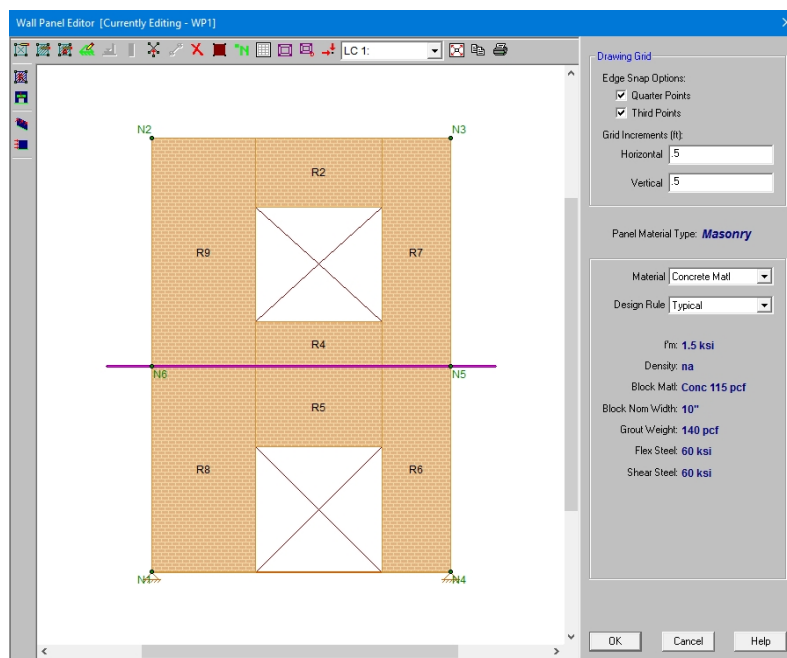 Wall Panel Editor [Currently Editing - WP1]
LC 1:
N2
N3
R2
R9
R7
R4
N6
N5
R5
R8
R6
N1
N4
Drawing Grid
Edge Snap Options:
Quarter Points
Third Points
Grid Increments (ft):
Horizontal .5
Vertical .5
Panel Material Type: Masonry
Material Concrete Matl
Design Rule Typical
f'm: 1.5 ksi
Density: na
Block Matl: Conc 115 pcf
Block Nom Width: 10"
Grout Weight: 140 pcf
Flex Steel: 60 ksi
Shear Steel: 60 ksi
OK Cancel Help